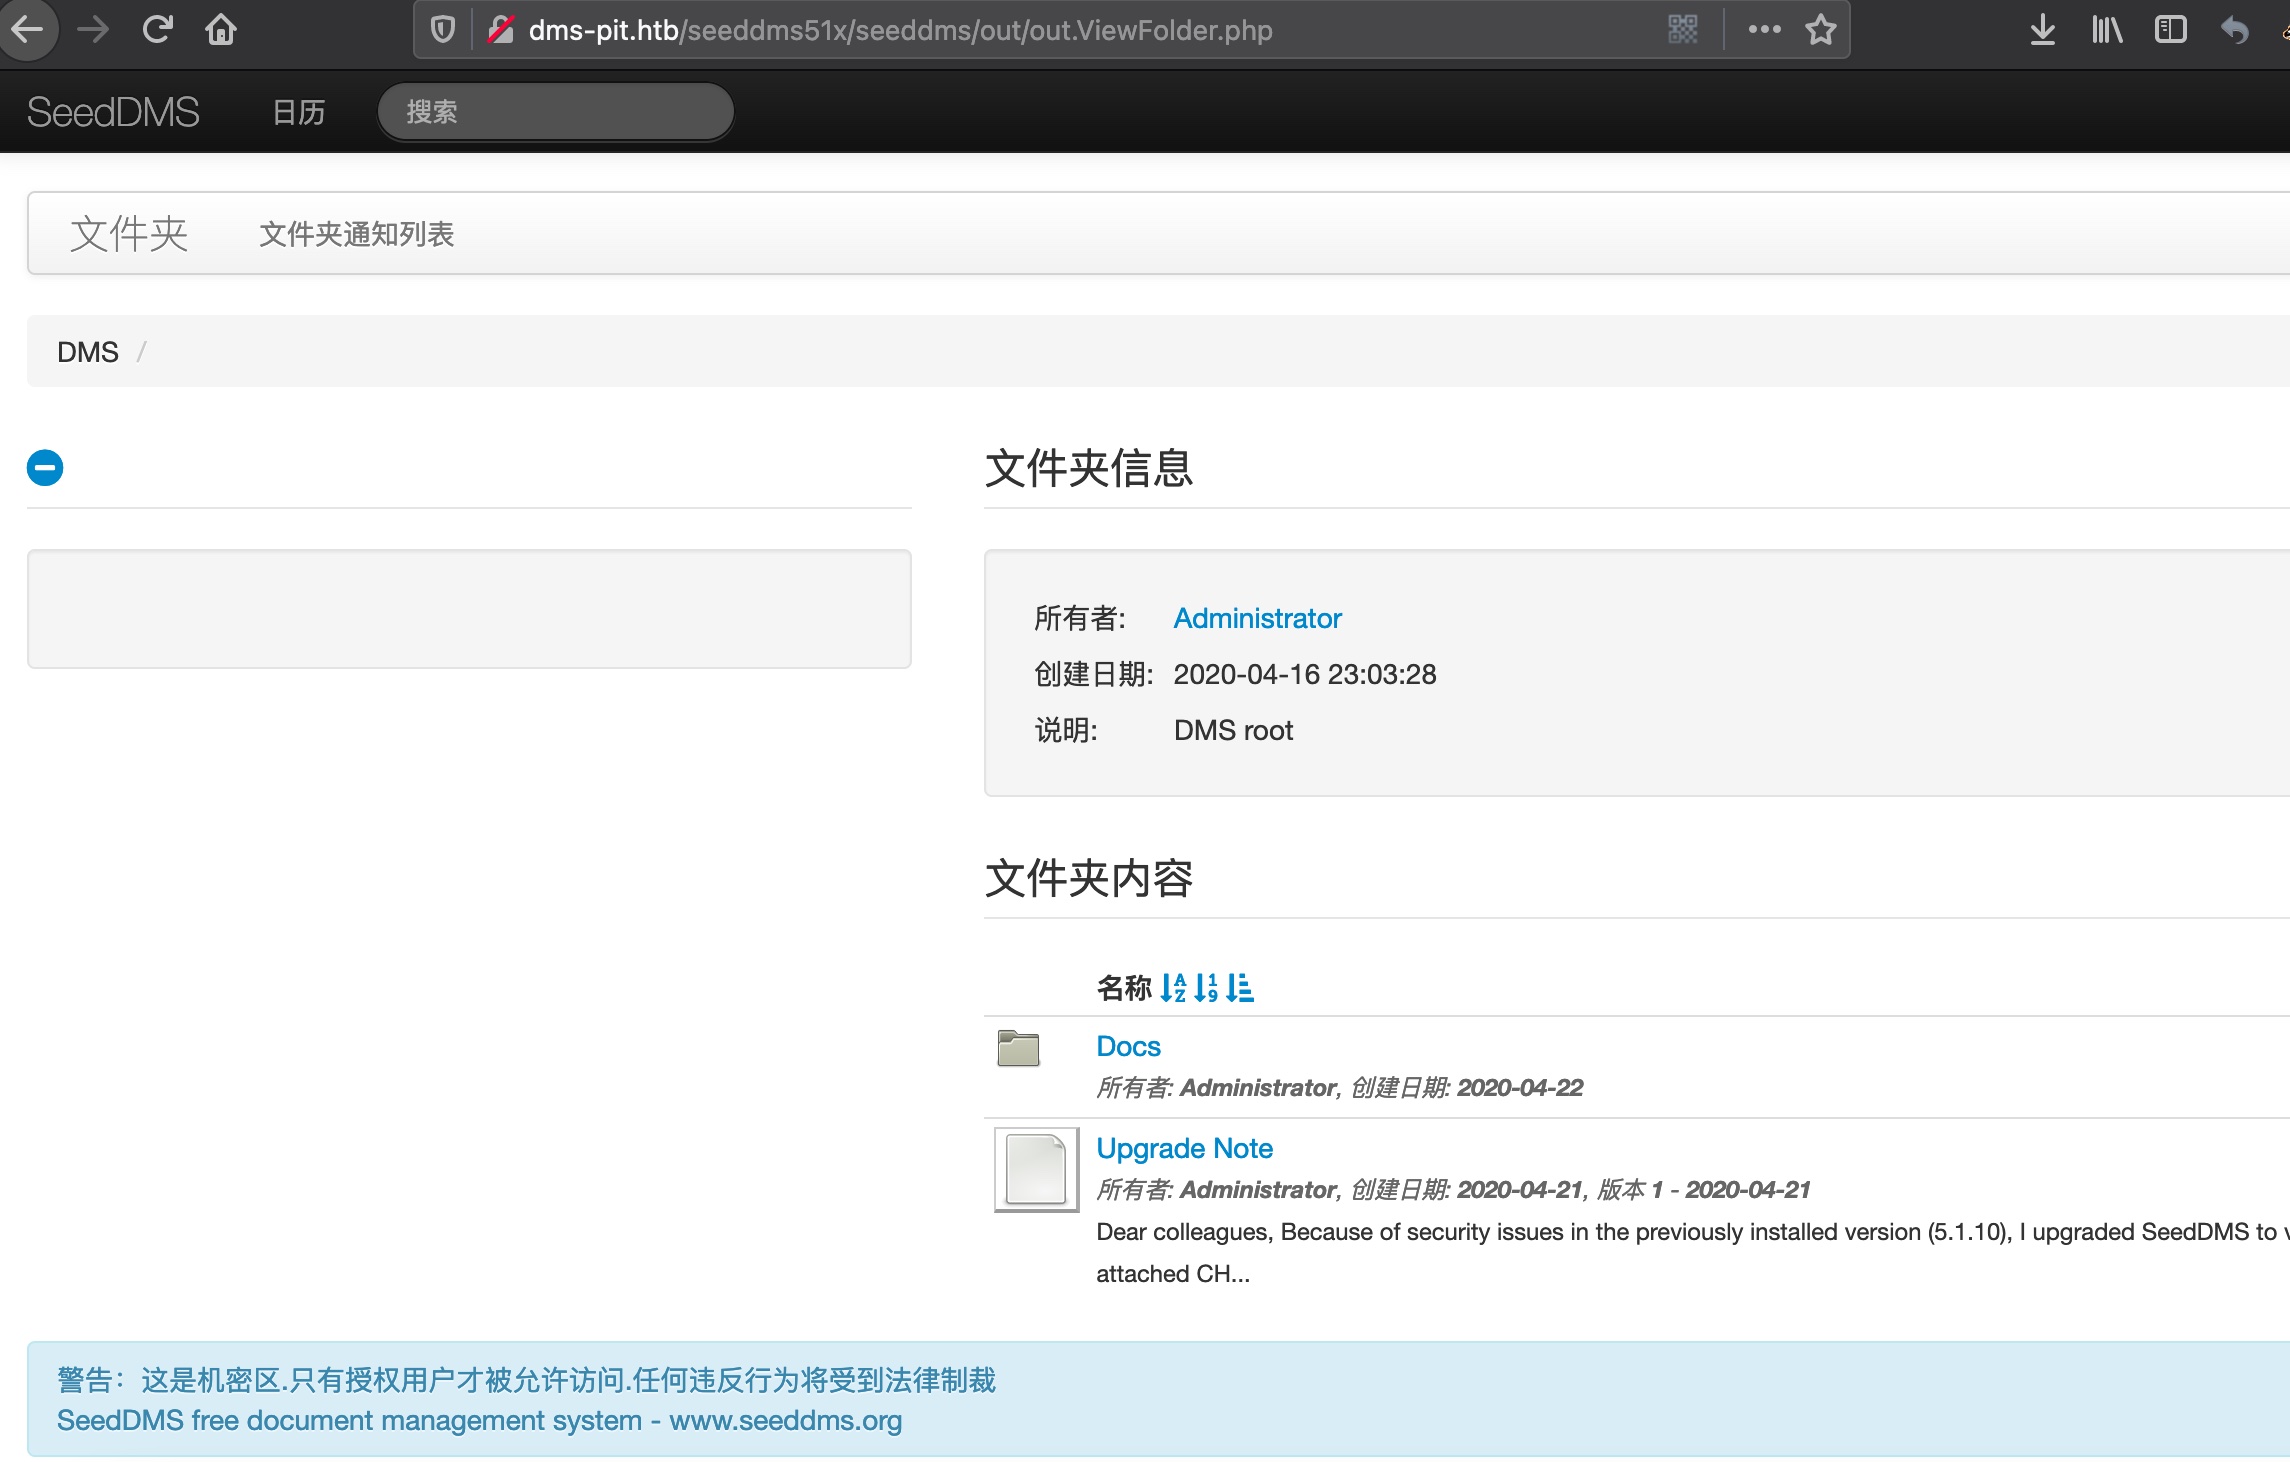 dms-pit.htb/seeddms51x/seeddms/out/out.ViewFolder.php
SeedDMS 日历 搜索
文件夹 文件夹通知列表
DMS /
文件夹信息
所有者: Administrator
创建日期: 2020-04-16 23:03:28
说明: DMS root
文件夹内容
名称
Docs
所有者: Administrator, 创建日期: 2020-04-22
Upgrade Note
所有者: Administrator, 创建日期: 2020-04-21, 版本 1 - 2020-04-21
Dear colleagues, Because of security issues in the previously installed version (5.1.10), I upgraded SeedDMS to
attached CH...
警告：这是机密区.只有授权用户才被允许访问.任何违反行为将受到法律制裁
SeedDMS free document management system - www.seeddms.org